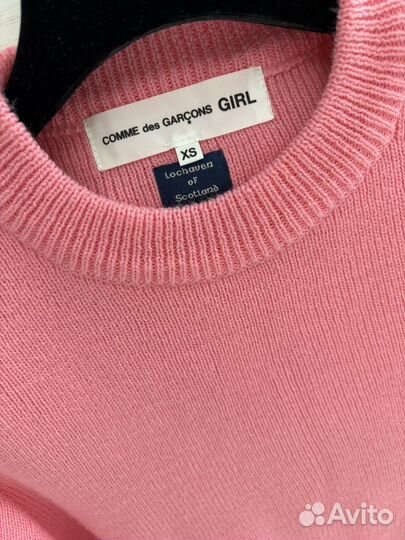 COMME des GARÇONS GIRL
XS
Lochaven
of
Scotland
Avito